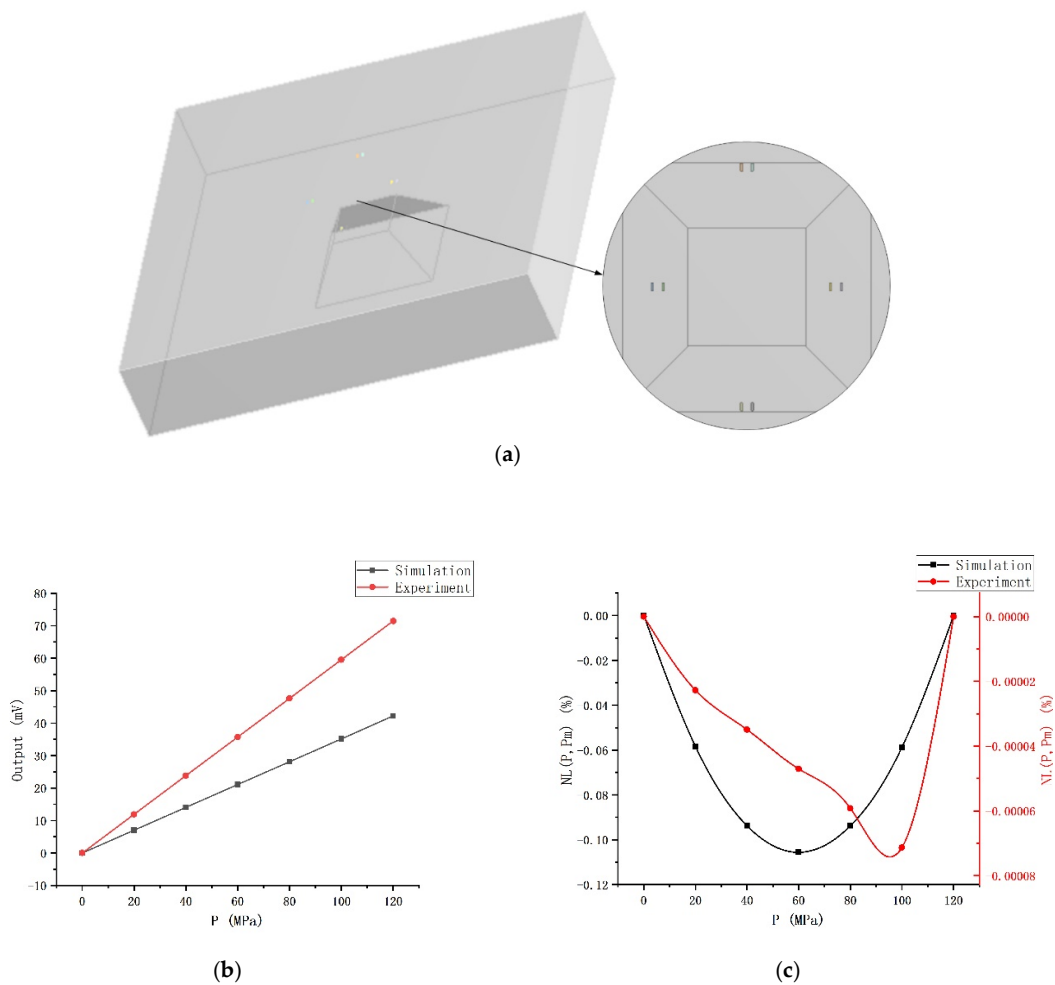 (a)
Simulation
Experiment
80
70
60
50
40
30
20
10
0
-10
Output (mV)
0 20 40 60 80 100 120
P (MPa)
(b)
Simulation
Experiment
0.00
-0.02
0.04
-0.06
-0.08
-0.10
-0.12
NL(P,Pm) (%)
0.00000
0.00002
-0.00004
-0.00006
0.00008
NL(P,Pm) (%)
0 20 40 60 80 100 120
P (MPa)
(c)